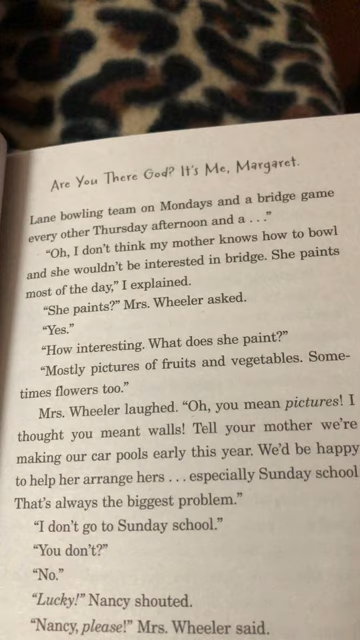 Are You There God? It's Me, Margaret.
Lane bowling team on Mondays and a bridge game
every other Thursday afternoon and a . . ."
"Oh, I don't think my mother knows how to bowl
and she wouldn't be interested in bridge. She paints
most of the day," I explained.
"She paints?" Mrs. Wheeler asked.
"Yes."
"How interesting. What does she paint?"
"Mostly pictures of fruits and vegetables. Some-
times flowers too."
Mrs. Wheeler laughed. "Oh, you mean pictures! I
thought you meant walls! Tell your mother we're
making our car pools early this year. We'd be happy
to help her arrange hers . . . especially Sunday school
That's always the biggest problem."
"I don't go to Sunday school."
"You don't?"
"No."
"Lucky!" Nancy shouted.
"Nancy, please!" Mrs. Wheeler said.